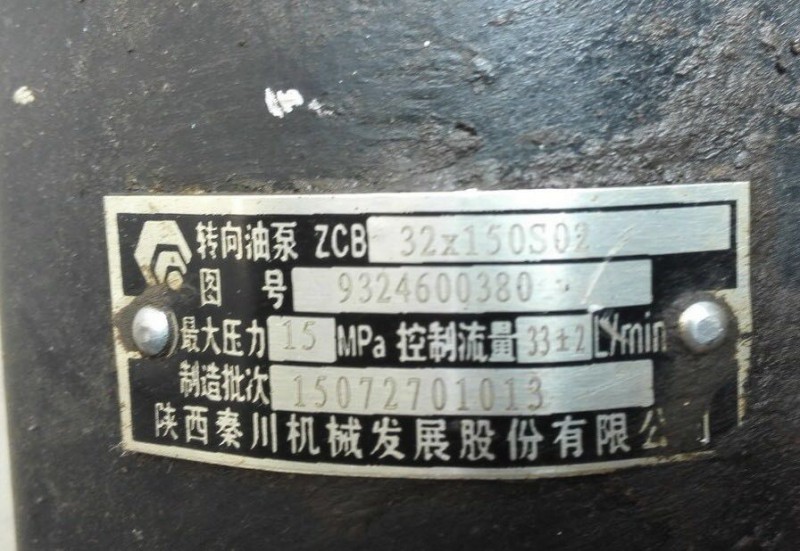 转向油泵 ZCB 32x150S02
图号 9324600380
最大压力 15 MPa 控制流量 33±2 L/min
制造批次 15072701013
陕西秦川机械发展股份有限公司